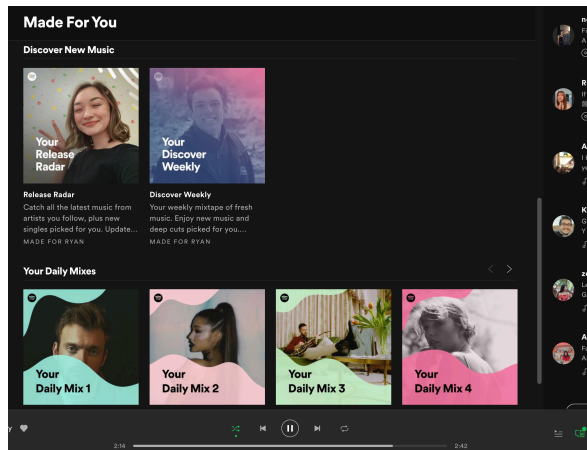 Made For You
Discover New Music
Your
Release
Radar
Your
Discover
Weekly
Release Radar
Catch all the latest music from
artists you follow, plus new
singles picked for you. Update...
MADE FOR RYAN
Discover Weekly
Your weekly mixtape of fresh
music. Enjoy new music and
deep cuts picked for you....
MADE FOR RYAN
Your Daily Mixes
Your
Daily Mix 1
Your
Daily Mix 2
Your
Daily Mix 3
Your
Daily Mix 4
y
2:14
2:42